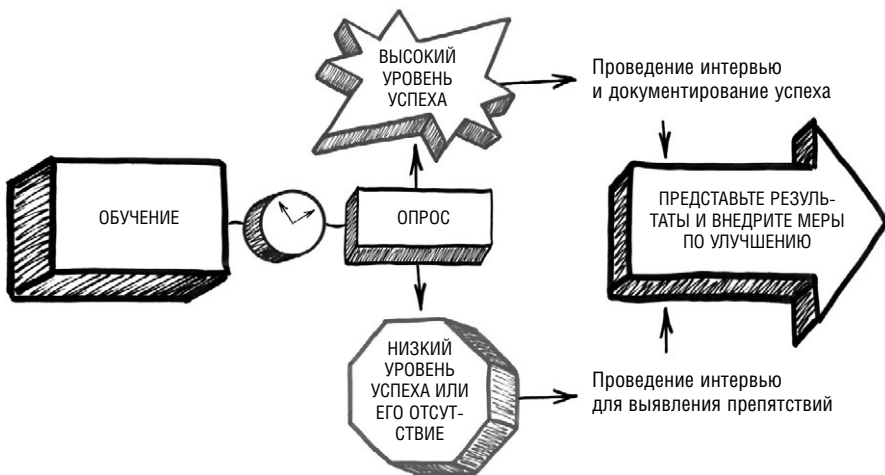 ВЫСОКИЙ
УРОВЕНЬ
УСПЕХА
Проведение интервью
и документирование успеха
ОБУЧЕНИЕ
ОПРОС
ПРЕДСТАВЬТЕ РЕЗУЛЬ-
ТАТЫ И ВНЕДРИТЕ МЕРЫ
ПО УЛУЧШЕНИЮ
НИЗКИЙ
УРОВЕНЬ
УСПЕХА ИЛИ
ЕГО ОТСУТ-
СТВИЕ
Проведение интервью
для выявления препятствий